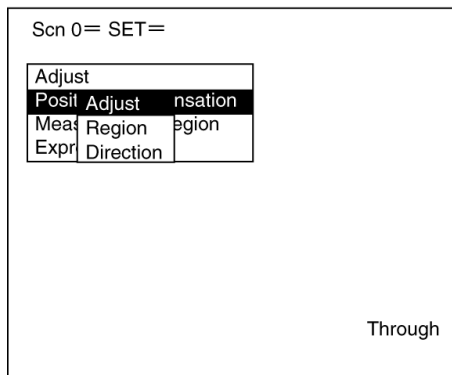 Scn 0= SET=
Adjust
Posit Adjust nsation
Meas Region egion
Expr Direction
Through